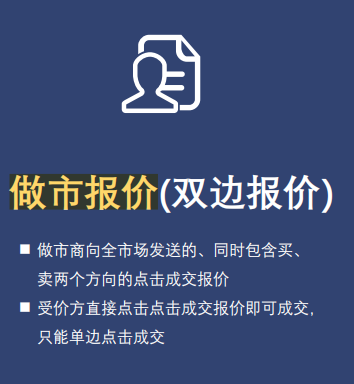 做市报价(双边报价)
■ 做市商向全市场发送的、同时包含买、
卖两个方向的点击成交报价
■ 受价方直接点击点击成交报价即可成交,
只能单边点击成交